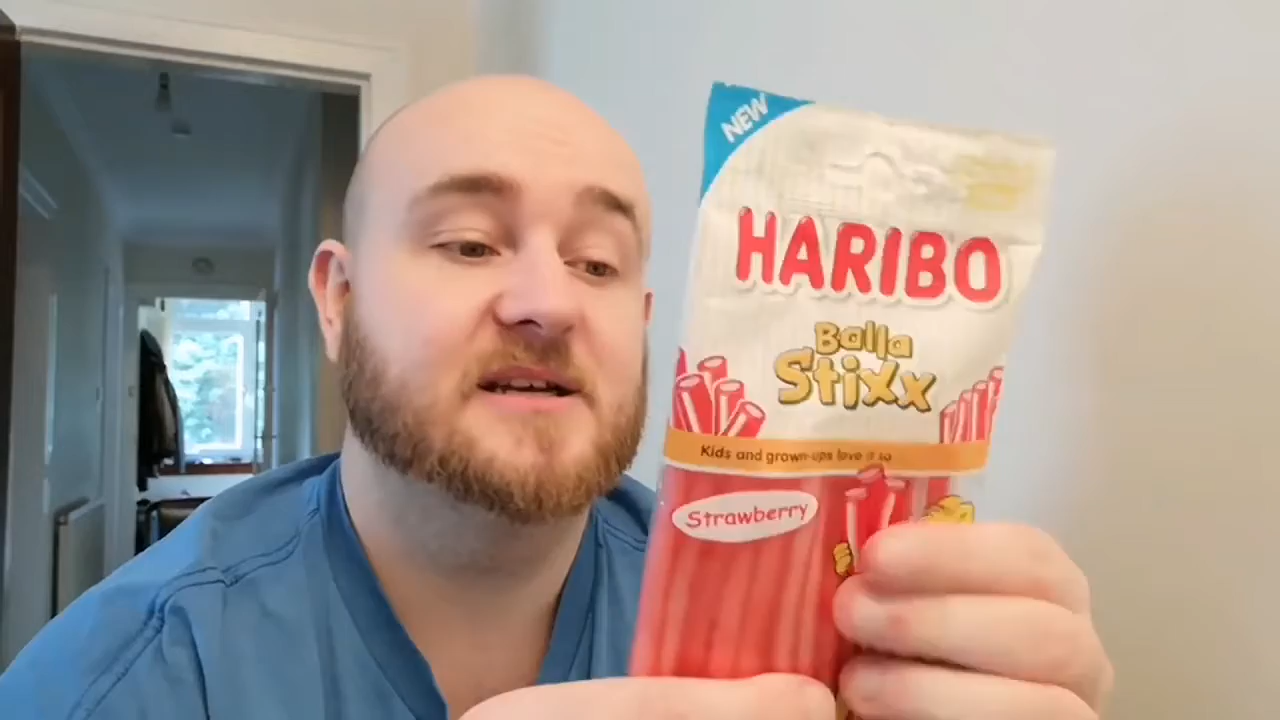 NEW
HARIBO
Balla
Stixx
Kids and grown-ups love it so
Strawberry